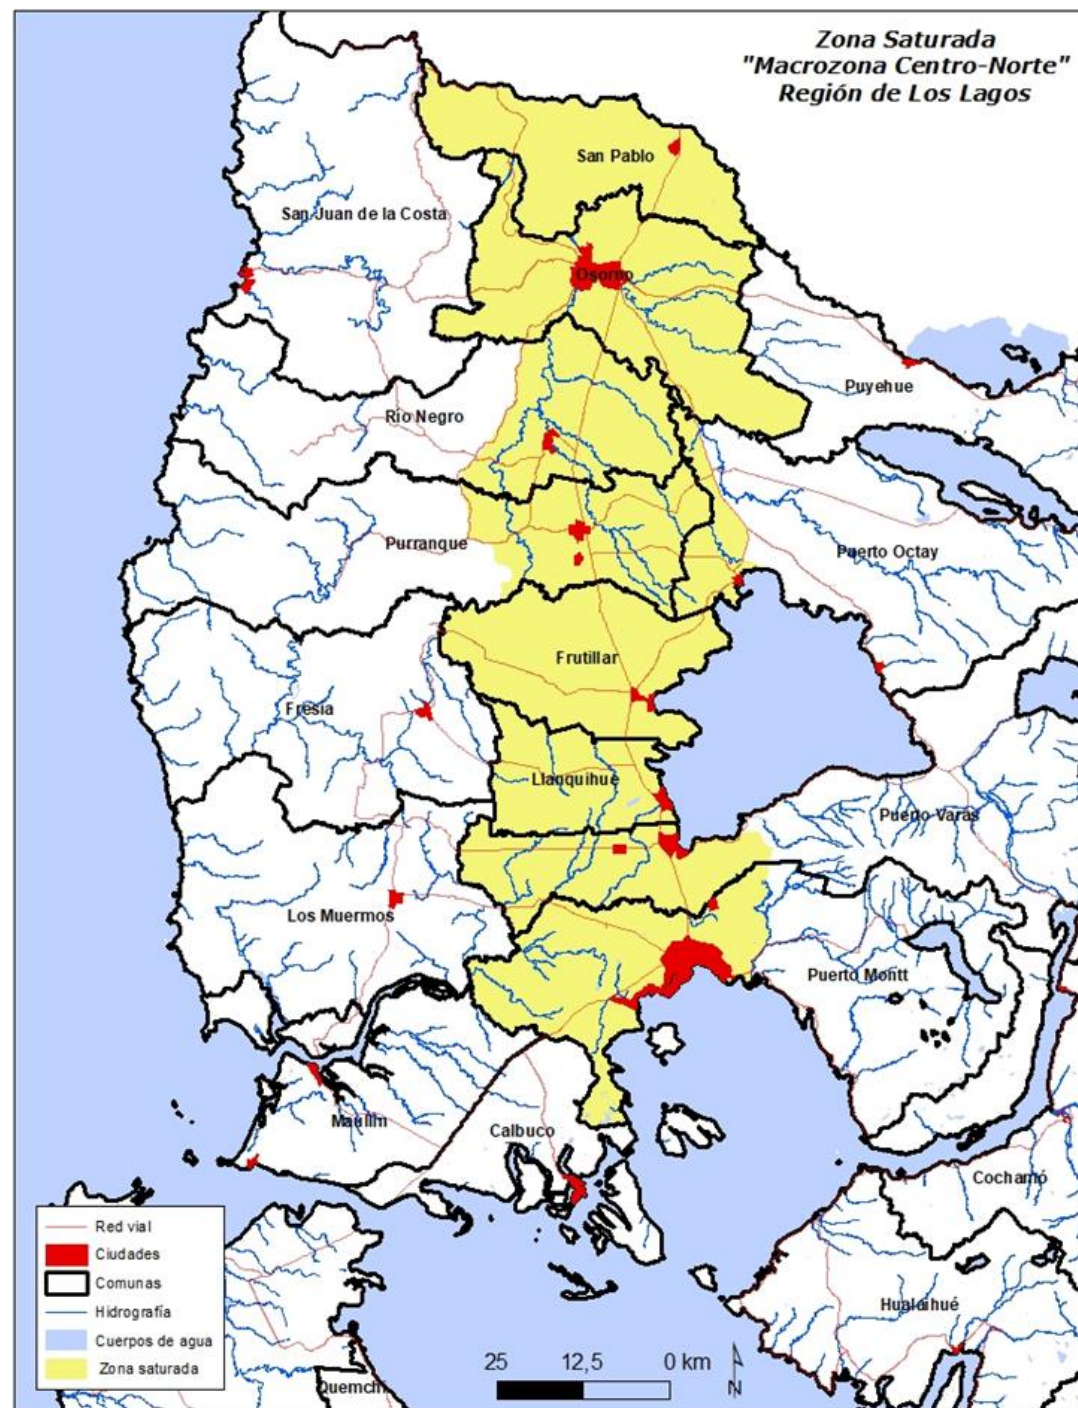 Zona Saturada
"Macrozona Centro-Norte"
Región de Los Lagos
San Pablo
San Juan de la Costa
Osorno
Puyehue
Río Negro
Purranque
Puerto Octay
Frutillar
Fresia
Llanquihue
Puerto Varas
Los Muermos
Puerto Montt
Maullín
Calbuco
Cochamó
Hualaihué
Quemchi
Red vial
Ciudades
Comunas
Hidrografía
Cuerpos de agua
Zona saturada
25 12,5 0 km
N